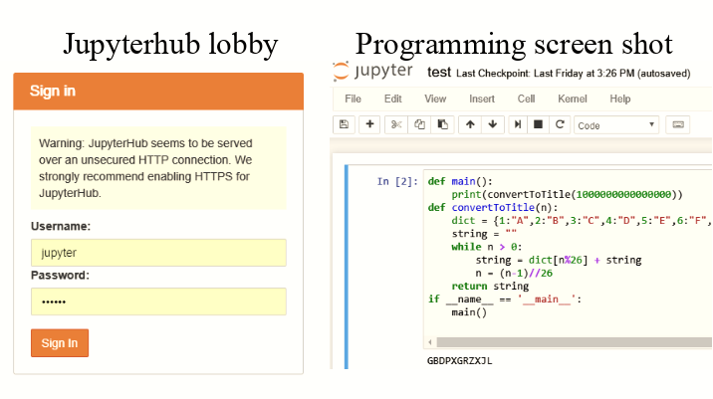 Jupyterhub lobby
Sign in
Warning: JupyterHub seems to be served
over an unsecured HTTP connection. We
strongly recommend enabling HTTPS for
JupyterHub.
Username:
jupyter
Password:
••••••
Sign In
Programming screen shot
jupyter test Last Checkpoint: Last Friday at 3:26 PM (autosaved)
File Edit View Insert Cell Kernel Help
Code
In [2]: def main():
print(convertToTitle(1000000000000000))
def convertToTitle(n):
dict = {1:"A",2:"B",3:"C",4:"D",5:"E",6:"F",
string = ""
while n > 0:
string = dict[n%26] + string
n = (n-1)//26
return string
if __name__ == '__main__':
main()
GBDPXGRZXJL